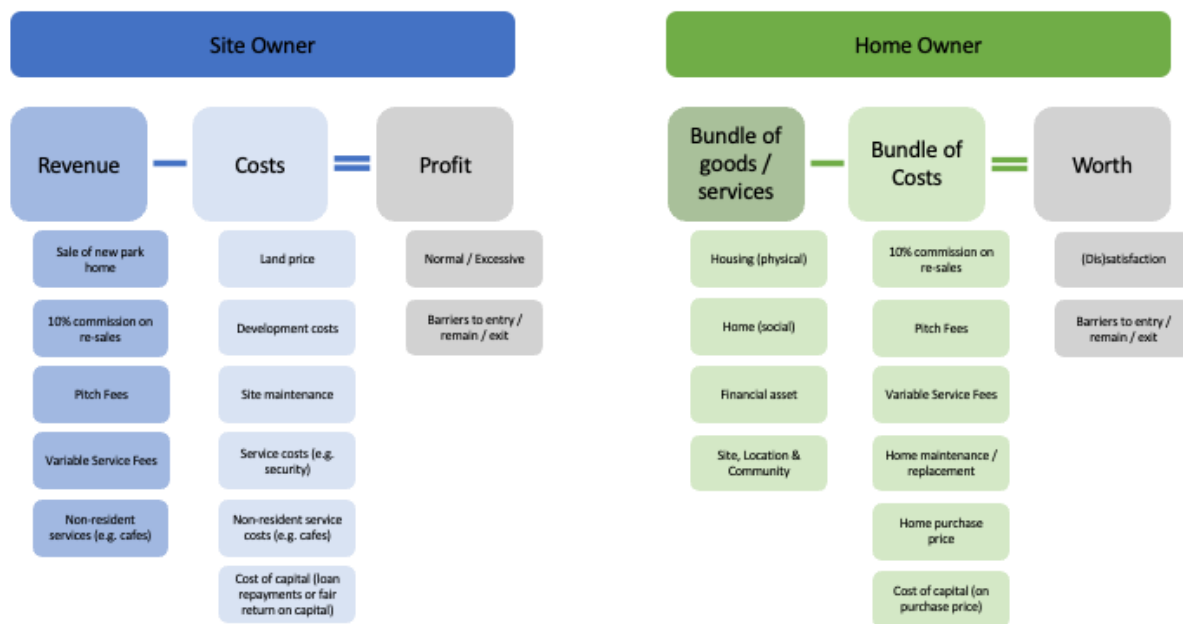 Site Owner
Home Owner
Revenue
Costs
Profit
Bundle of
goods /
services
Bundle of
Costs
Worth
Sale of new park
home
10% commission on
re-sales
Pitch Fees
Variable Service Fees
Non-resident
services (e.g. cafes)
Land price
Development costs
Site maintenance
Service costs (e.g.
security)
Non-resident service
costs (e.g. cafes)
Cost of capital (loan
repayments or fair
return on capital)
Normal / Excessive
Barriers to entry /
remain / exit
Housing (physical)
Home (social)
Financial asset
Site, Location &
Community
10% commission on
re-sales
Pitch Fees
Variable Service Fees
Home maintenance /
replacement
Home purchase
price
Cost of capital (on
purchase price)
(Dis)satisfaction
Barriers to entry /
remain / exit